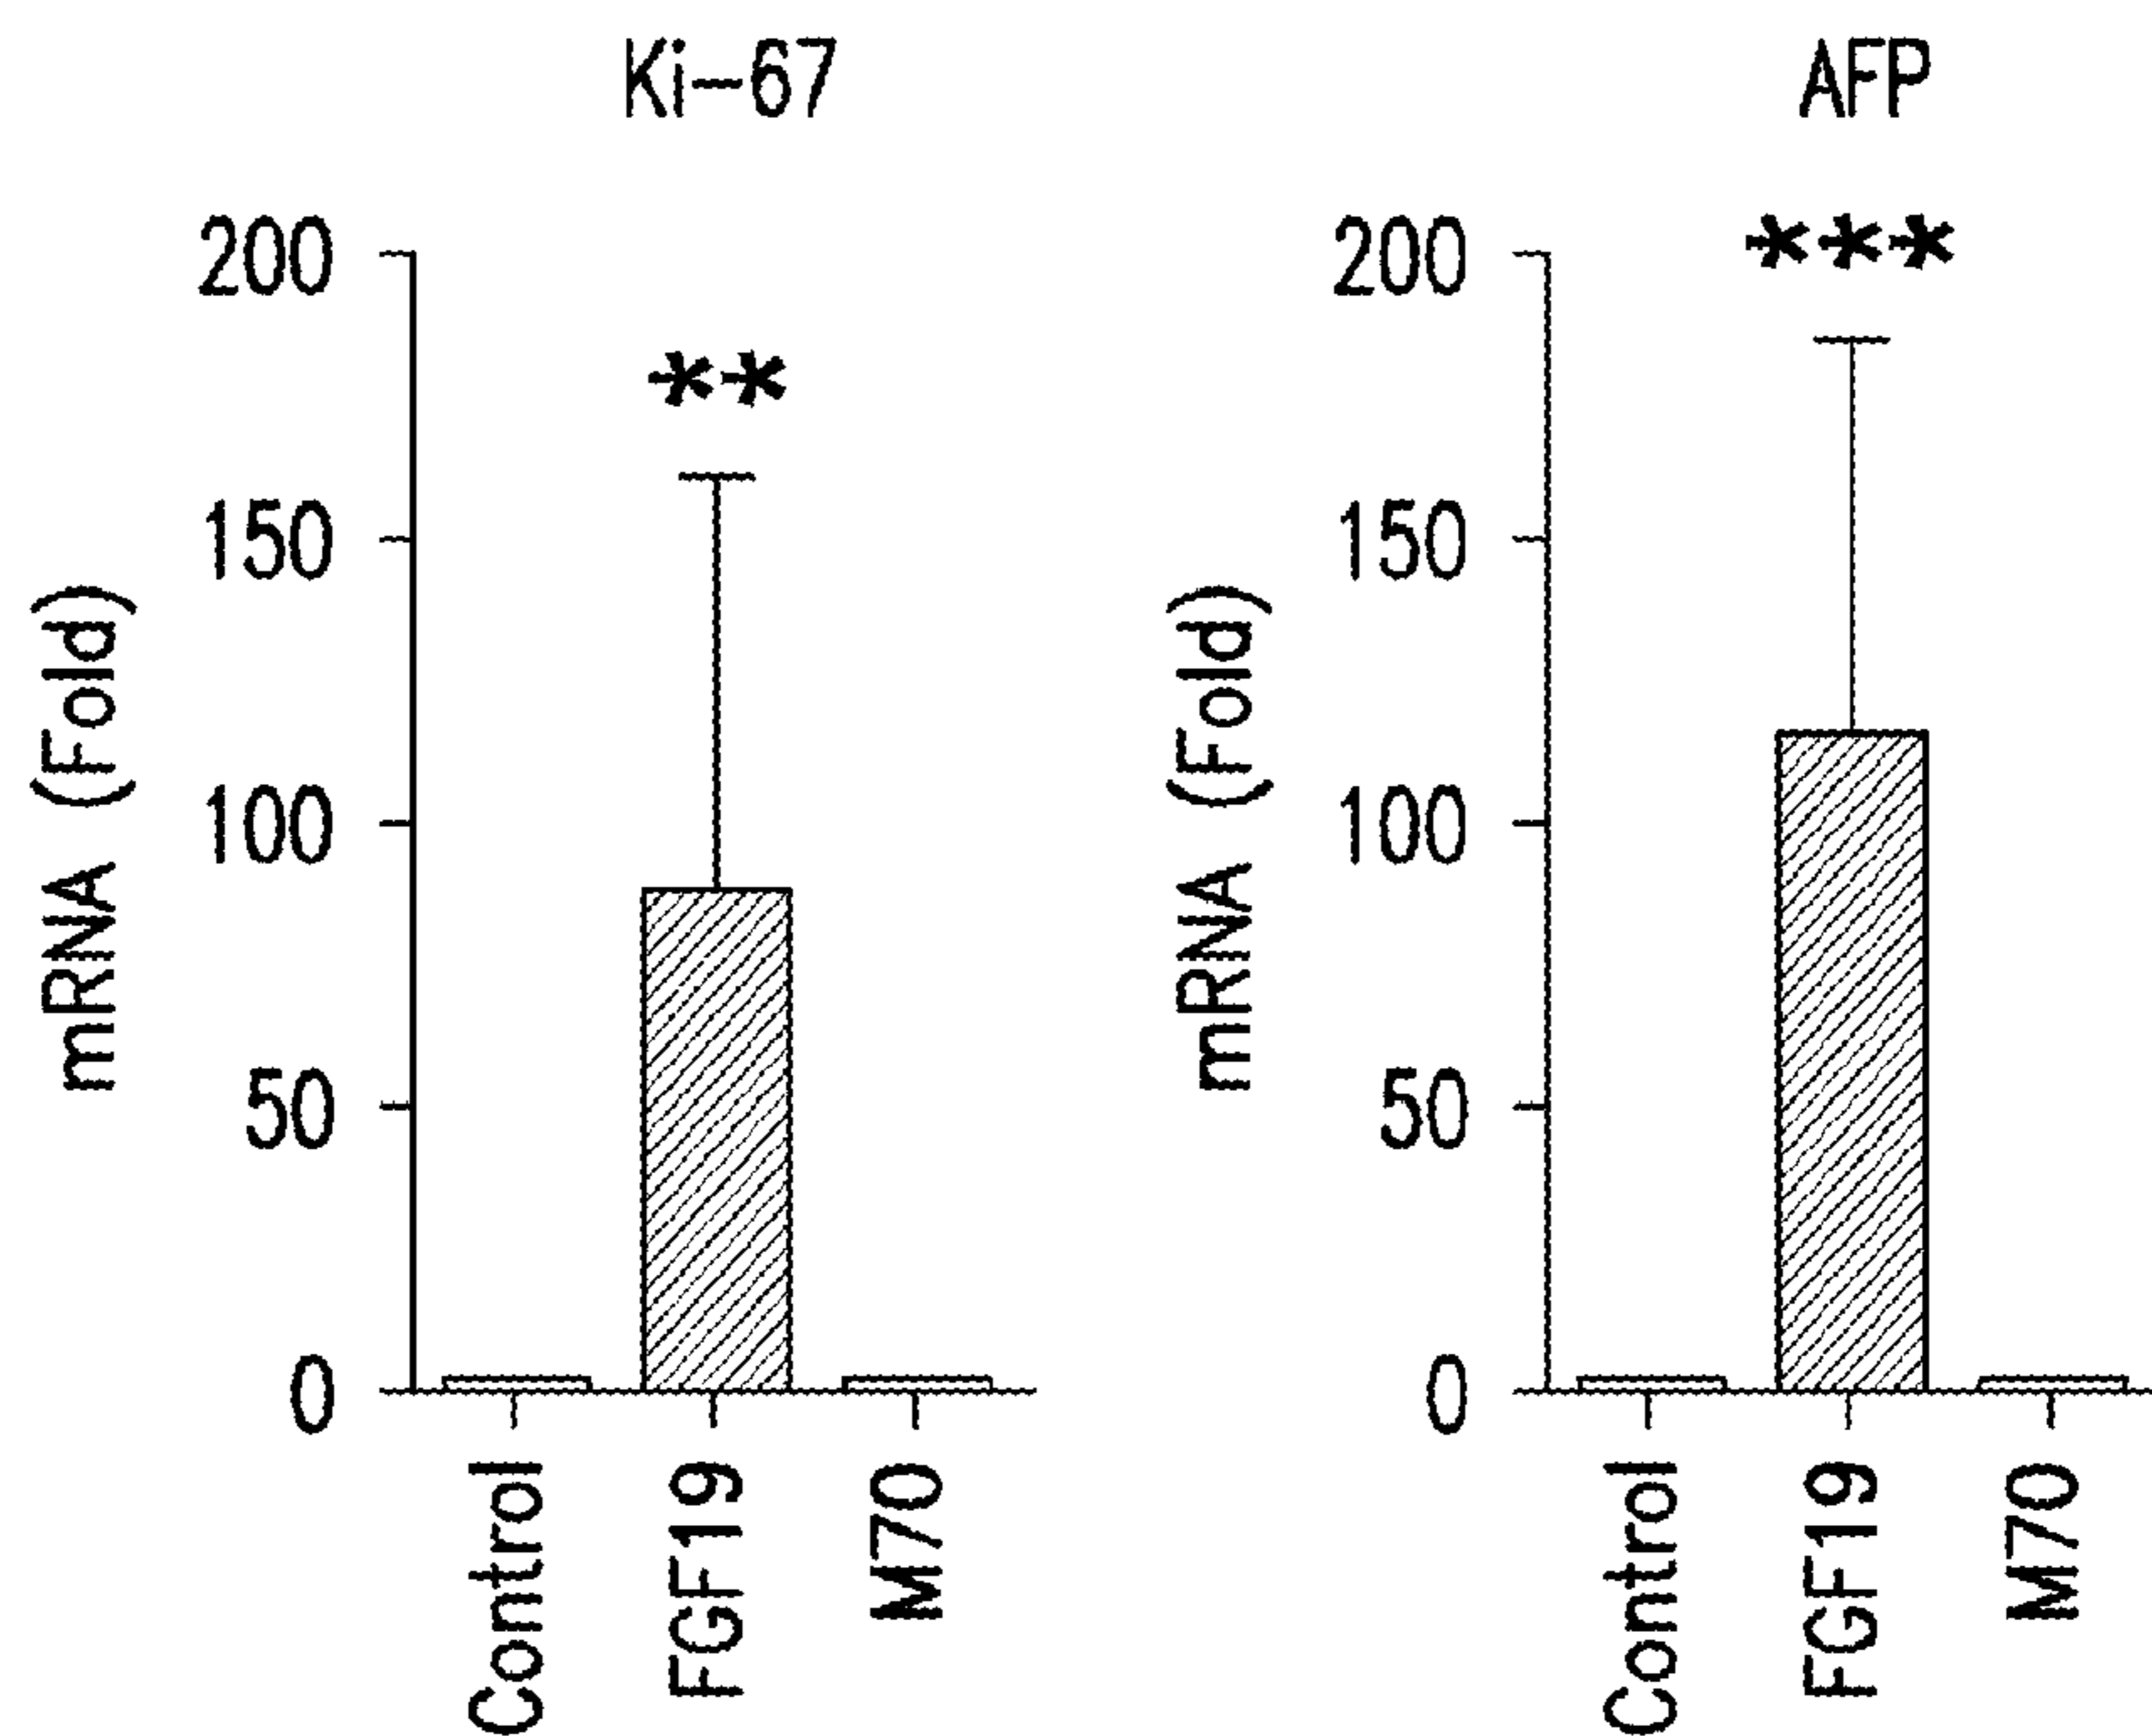 Ki-67
mRNA (Fold)
200
150
100
50
0
**
Control
FGF19
M70
AFP
mRNA (Fold)
200
150
100
50
0
***
Control
FGF19
M70